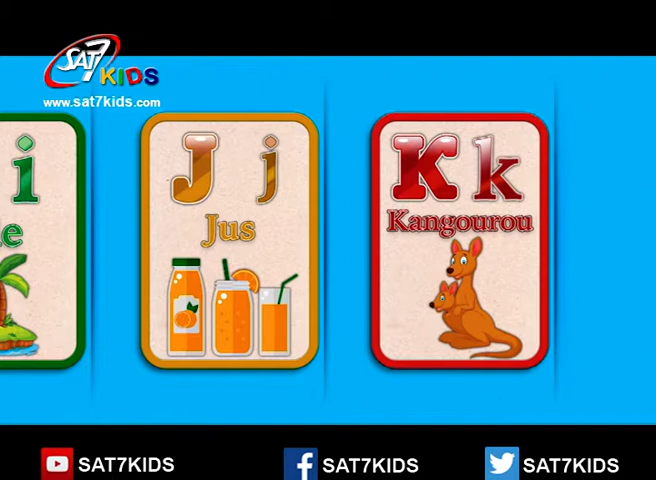 SAT7 KIDS
www.sat7kids.com
i
J j
Jus
K k
Kangourou
SAT7KIDS
SAT7KIDS
SAT7KIDS